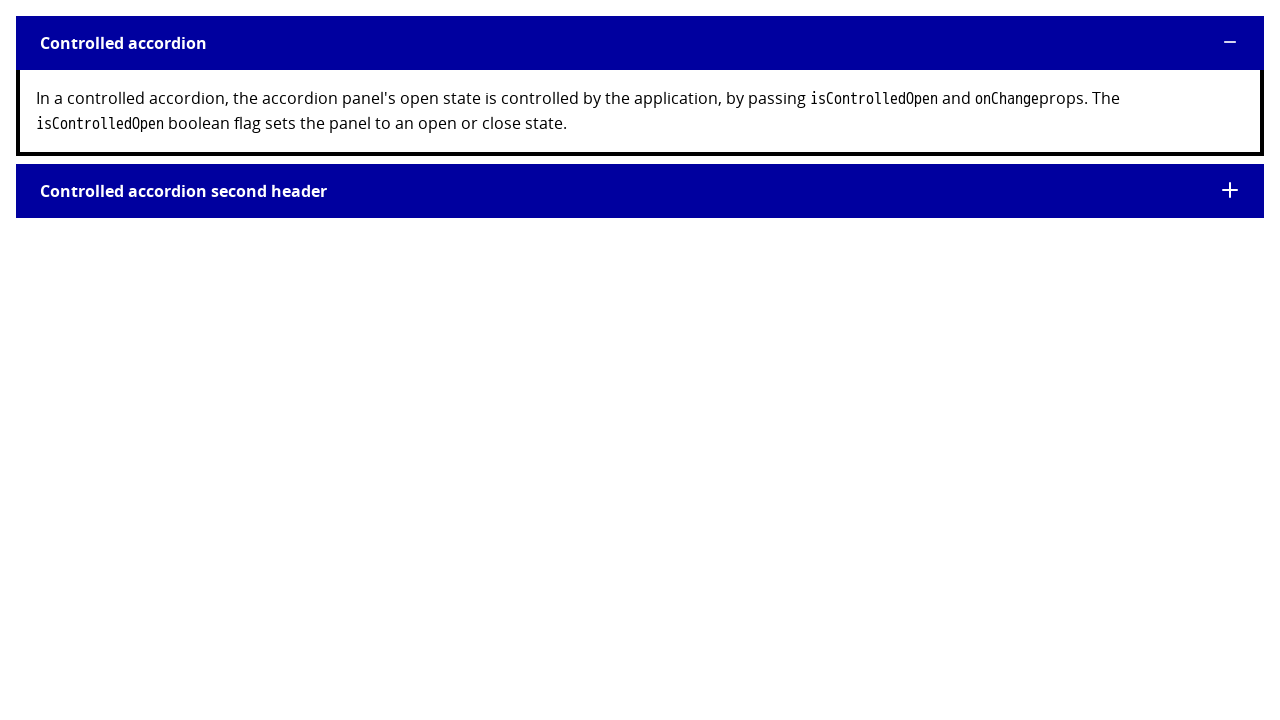 Controlled accordion
In a controlled accordion, the accordion panel's open state is controlled by the application, by passing isControlledOpen and onChangeprops. The
isControlledOpen boolean flag sets the panel to an open or close state.
Controlled accordion second header